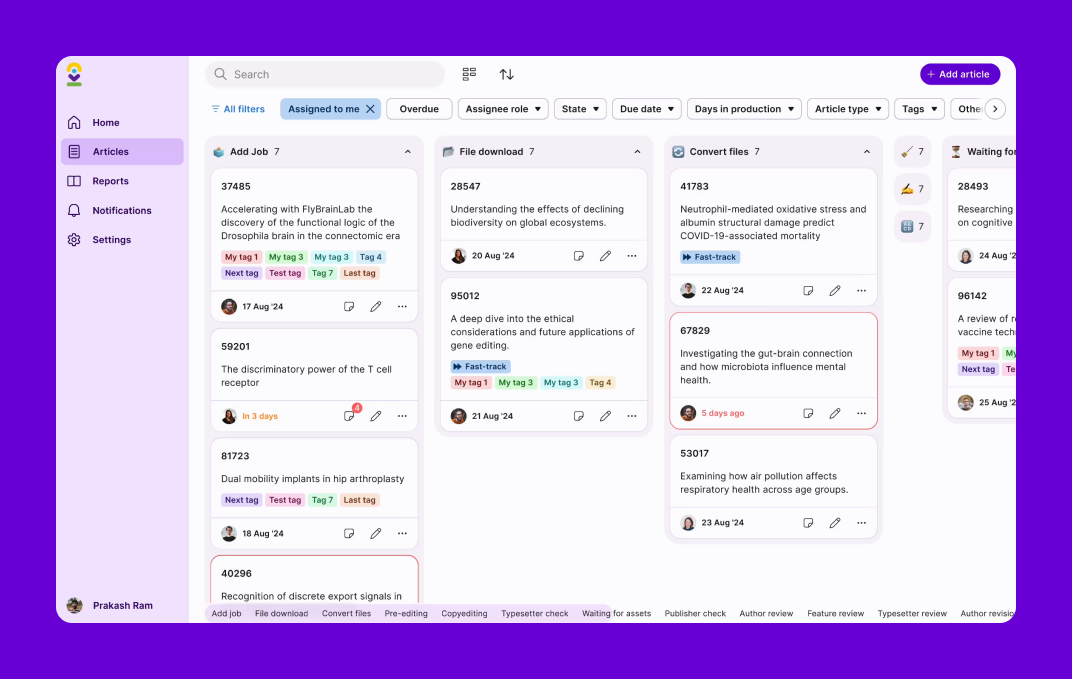 Search
Add article
All filters
Assigned to me
Overdue
Assignee role
State
Due date
Days in production
Article type
Tags
Othe
Home
Articles
Reports
Notifications
Settings
Prakash Ram
Add Job 7
37485
Accelerating with FlyBrainLab the
discovery of the functional logic of the
Drosophila brain in the connectomic era
My tag 1 My tag 3 My tag 3 Tag 4
Next tag Test tag Tag 7 Last tag
17 Aug '24
59201
The discriminatory power of the T cell
receptor
In 3 days
4
81723
Dual mobility implants in hip arthroplasty
Next tag Test tag Tag 7 Last tag
18 Aug '24
40296
Recognition of discrete export signals in
File download 7
28547
Understanding the effects of declining
biodiversity on global ecosystems.
20 Aug '24
95012
A deep dive into the ethical
considerations and future applications of
gene editing.
Fast-track
My tag 1 My tag 3 My tag 3 Tag 4
21 Aug '24
Convert files 7
41783
Neutrophil-mediated oxidative stress and
albumin structural damage predict
COVID-19-associated mortality
Fast-track
22 Aug '24
67829
Investigating the gut-brain connection
and how microbiota influence mental
health.
5 days ago
53017
Examining how air pollution affects
respiratory health across age groups.
23 Aug '24
7
7
7
Waiting for
28493
Researching
on cognitive
24 Aug '2
96142
A review of r
vaccine tech
My tag 1 My
Next tag Te
25 Aug '2
Add job File download Convert files Pre-editing Copyediting Typesetter check Waiting for assets Publisher check Author review Feature review Typesetter review Author revisio